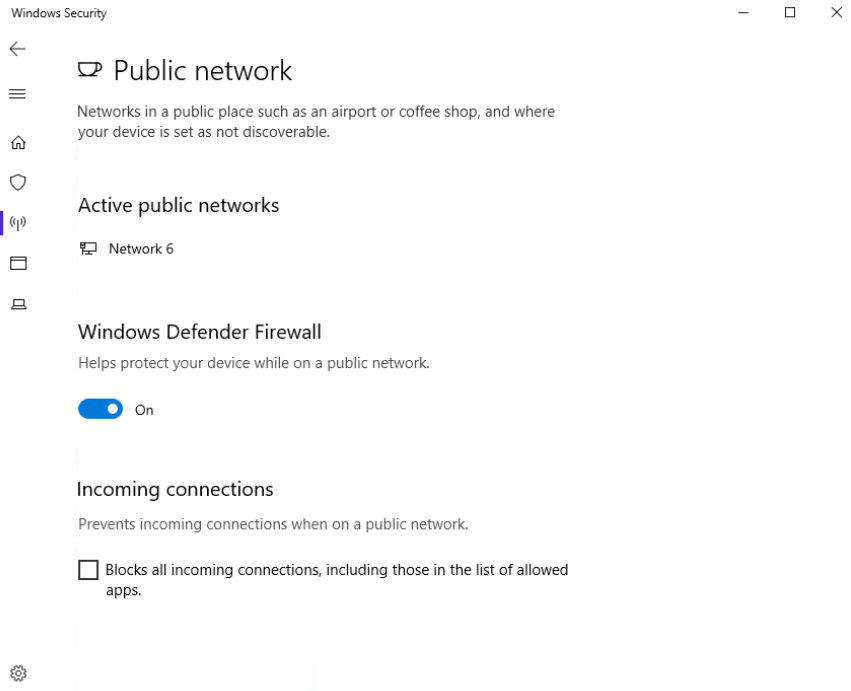 Windows Security
Public network
Networks in a public place such as an airport or coffee shop, and where
your device is set as not discoverable.
Active public networks
Network 6
Windows Defender Firewall
Helps protect your device while on a public network.
On
Incoming connections
Prevents incoming connections when on a public network.
Blocks all incoming connections, including those in the list of allowed
apps.